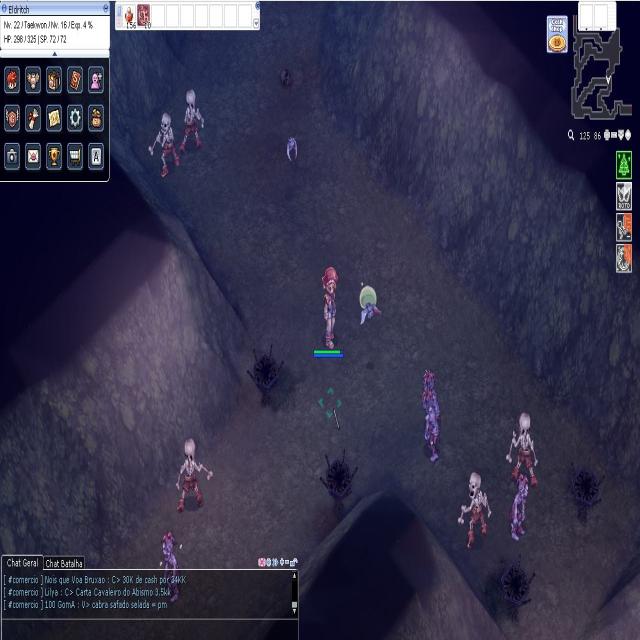 Eldritch
Nv. 22 / Taekwon / Nv. 16 / Exp. 4 %
HP. 298 / 325 | SP. 72 / 72
156
10
125 86
Chat Geral Chat Batalha
[ #comercio ] Nois que Voa Bruxao : C> 30K de cash por 34KK
[ #comercio ] Lilya : C> Carta Cavaleiro do Abismo 3.5kk
[ #comercio ] 100 GomA : V> cabra safado selada = pm